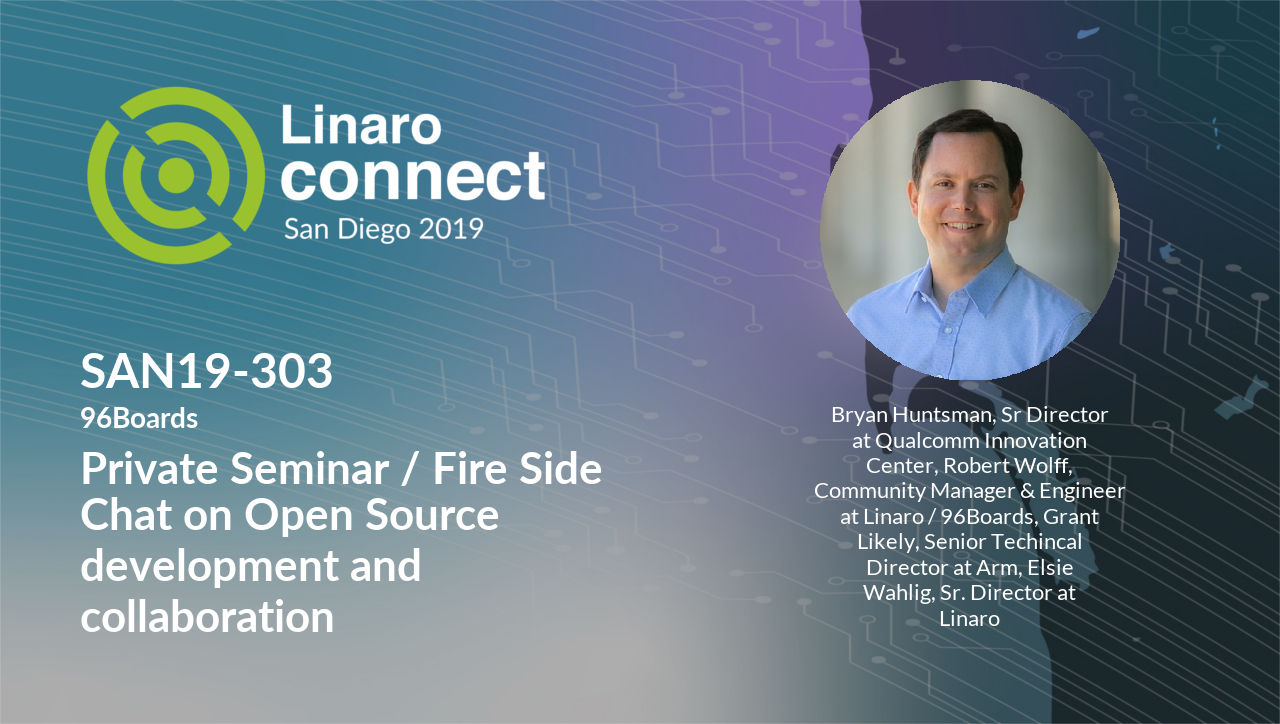 Linaro
connect
San Diego 2019
SAN19-303
96Boards
Private Seminar / Fire Side
Chat on Open Source
development and
collaboration
Bryan Huntsman, Sr Director
at Qualcomm Innovation
Center, Robert Wolff,
Community Manager & Engineer
at Linaro / 96Boards, Grant
Likely, Senior Techincal
Director at Arm, Elsie
Wahlig, Sr. Director at
Linaro